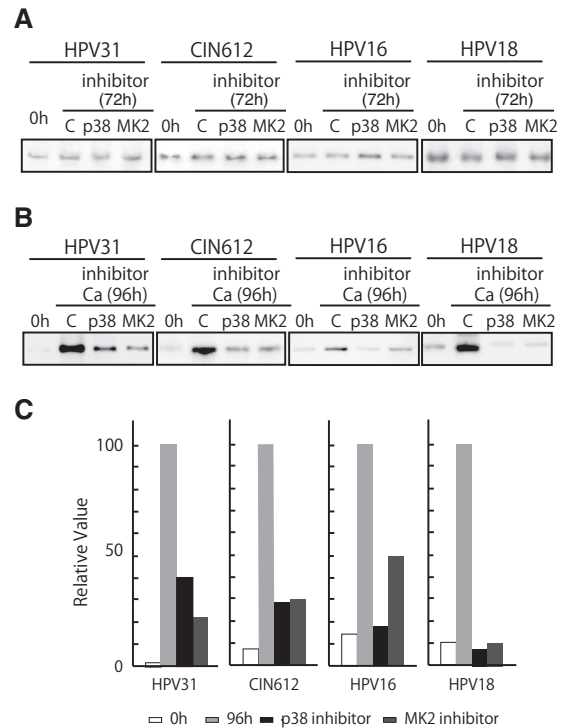 A
HPV31 CIN612 HPV16 HPV18
inhibitor inhibitor inhibitor inhibitor
(72h) (72h) (72h) (72h)
0h C p38 MK2 0h C p38 MK2 0h C p38 MK2 0h C p38 MK2
B
HPV31 CIN612 HPV16 HPV18
inhibitor inhibitor inhibitor inhibitor
Ca (96h) Ca (96h) Ca (96h) Ca (96h)
0h C p38 MK2 0h C p38 MK2 0h C p38 MK2 0h C p38 MK2
C
100
50
0
Relative Value
HPV31 CIN612 HPV16 HPV18
0h 96h p38 inhibitor MK2 inhibitor